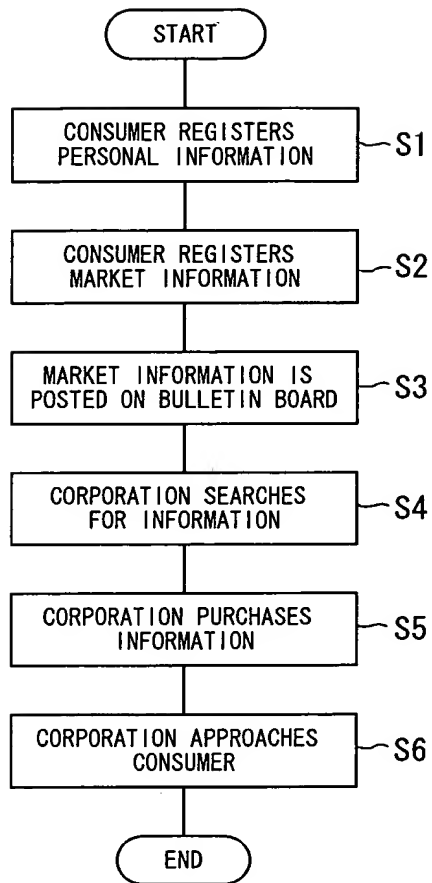 START
CONSUMER REGISTERS
PERSONAL INFORMATION
S1
CONSUMER REGISTERS
MARKET INFORMATION
S2
MARKET INFORMATION IS
POSTED ON BULLETIN BOARD
S3
CORPORATION SEARCHES
FOR INFORMATION
S4
CORPORATION PURCHASES
INFORMATION
S5
CORPORATION APPROACHES
CONSUMER
S6
END